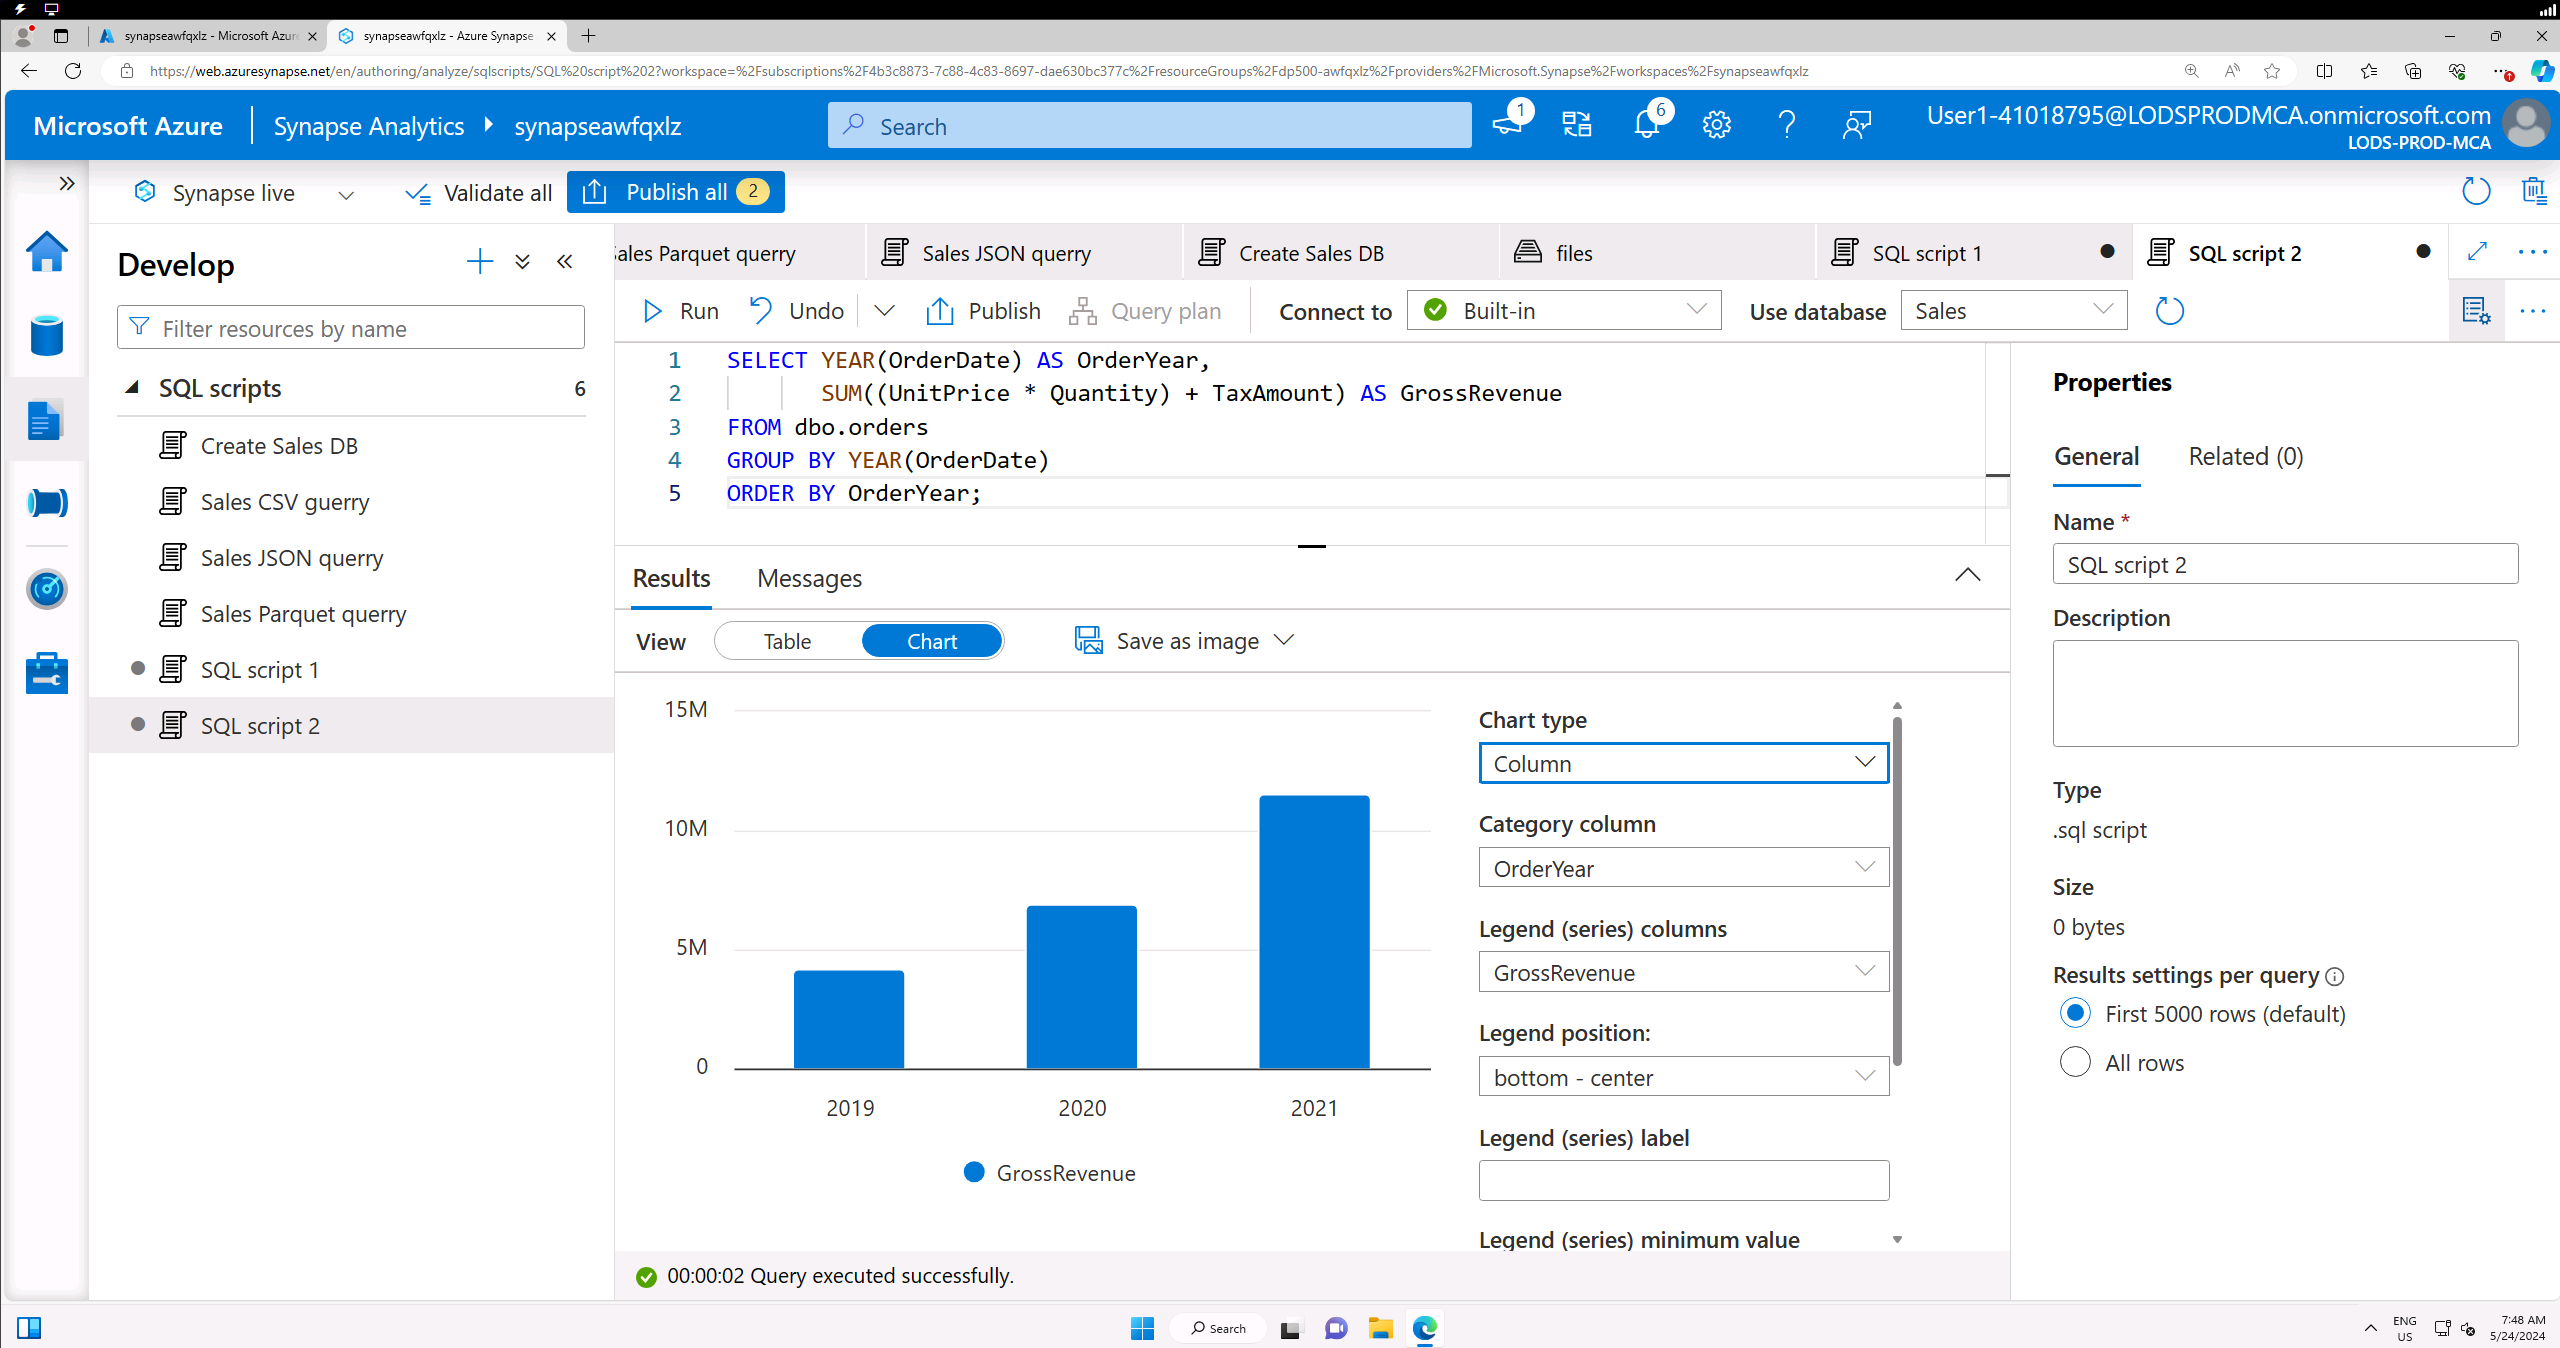 synapseawfqxlz - Microsoft Azure
synapseawfqxlz - Azure Synapse
https://web.azuresynapse.net/en/authoring/analyze/sqlscripts/SQL%20script%202?workspace=%2Fsubscriptions%2F4b3c8873-7c88-4c83-8697-dae630bc377c%2FresourceGroups%2Fdp500-awfqxlz%2Fproviders%2FMicrosoft.Synapse%2Fworkspaces%2Fsynapseawfqxlz
Microsoft Azure
Synapse Analytics
synapseawfqxlz
Search
1
6
User1-41018795@LODSPRODMCA.onmicrosoft.com
LODS-PROD-MCA
Synapse live
Validate all
Publish all 2
Develop
Filter resources by name
SQL scripts 6
Create Sales DB
Sales CSV guerry
Sales JSON querry
Sales Parquet querry
SQL script 1
SQL script 2
Sales Parquet querry
Sales JSON querry
Create Sales DB
files
SQL script 1
SQL script 2
Run
Undo
Publish
Query plan
Connect to
Built-in
Use database
Sales
1 SELECT YEAR(OrderDate) AS OrderYear,
2 SUM((UnitPrice * Quantity) + TaxAmount) AS GrossRevenue
3 FROM dbo.orders
4 GROUP BY YEAR(OrderDate)
5 ORDER BY OrderYear;
Results
Messages
View
Table
Chart
Save as image
15M
10M
5M
0
2019
2020
2021
GrossRevenue
Chart type
Column
Category column
OrderYear
Legend (series) columns
GrossRevenue
Legend position:
bottom - center
Legend (series) label
Legend (series) minimum value
00:00:02 Query executed successfully.
Properties
General
Related (0)
Name *
SQL script 2
Description
Type
.sql script
Size
0 bytes
Results settings per query
First 5000 rows (default)
All rows
Search
ENG
US
7:48 AM
5/24/2024